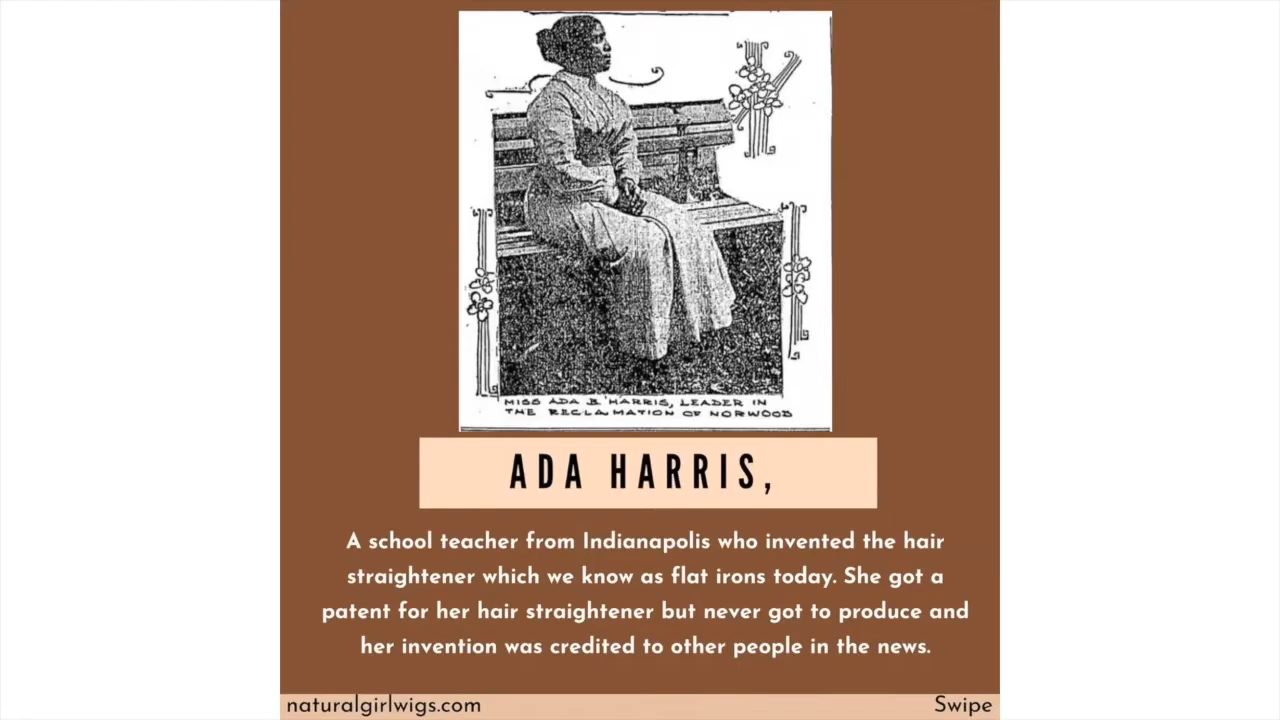 MISS ADA B HARRIS, LEADER IN
THE RECLAMATION OF NORWOOD
ADA HARRIS,
A school teacher from Indianapolis who invented the hair
straightener which we know as flat irons today. She got a
patent for her hair straightener but never got to produce and
her invention was credited to other people in the news.
naturalgirlwigs.com
Swipe